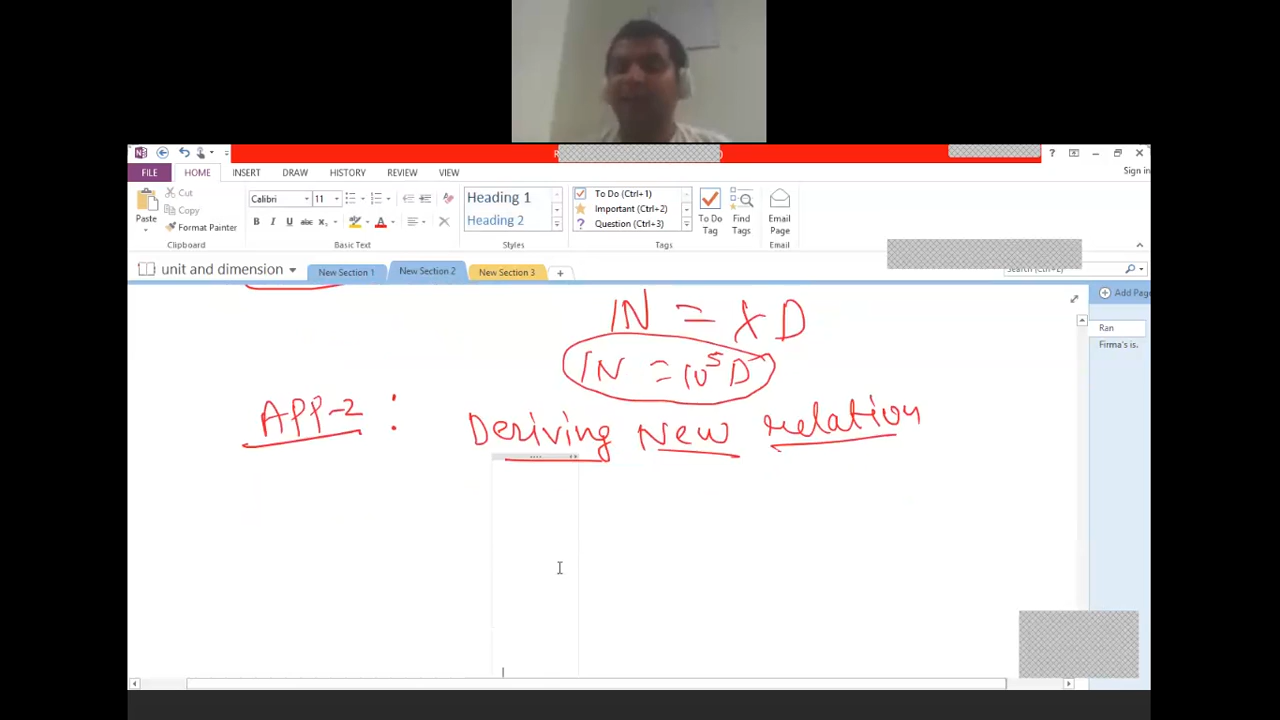 FILE HOME INSERT DRAW HISTORY REVIEW VIEW
Sign in
Paste
Cut
Copy
Format Painter
Clipboard
Calibri 11
B I U abc
Basic Text
Heading 1
Heading 2
Styles
To Do (Ctrl+1)
Important (Ctrl+2)
Question (Ctrl+3)
Tags
To Do
Tag
Find
Tags
Email
Page
Email
unit and dimension
New Section 1
New Section 2
New Section 3
Add Pag
Ran
Firma's is.
1N = x D
1N = 10⁵ D
APP-2 : Deriving New relation